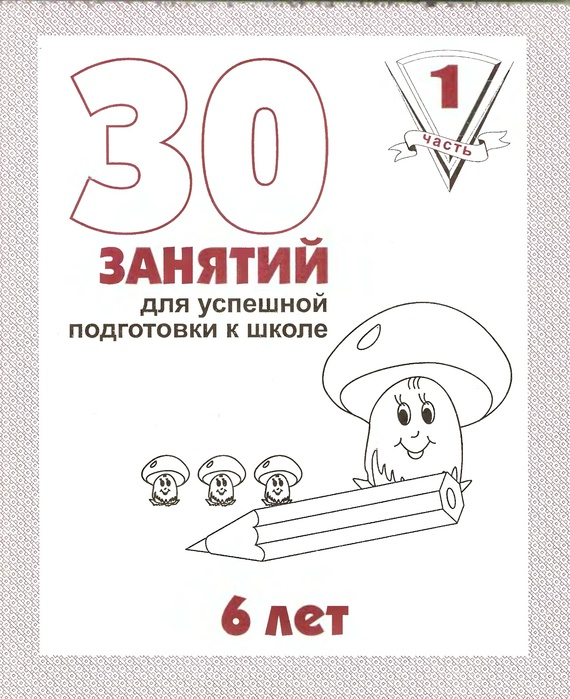 30
ЗАНЯТИЙ
для успешной
подготовки к школе
1
часть
6 лет